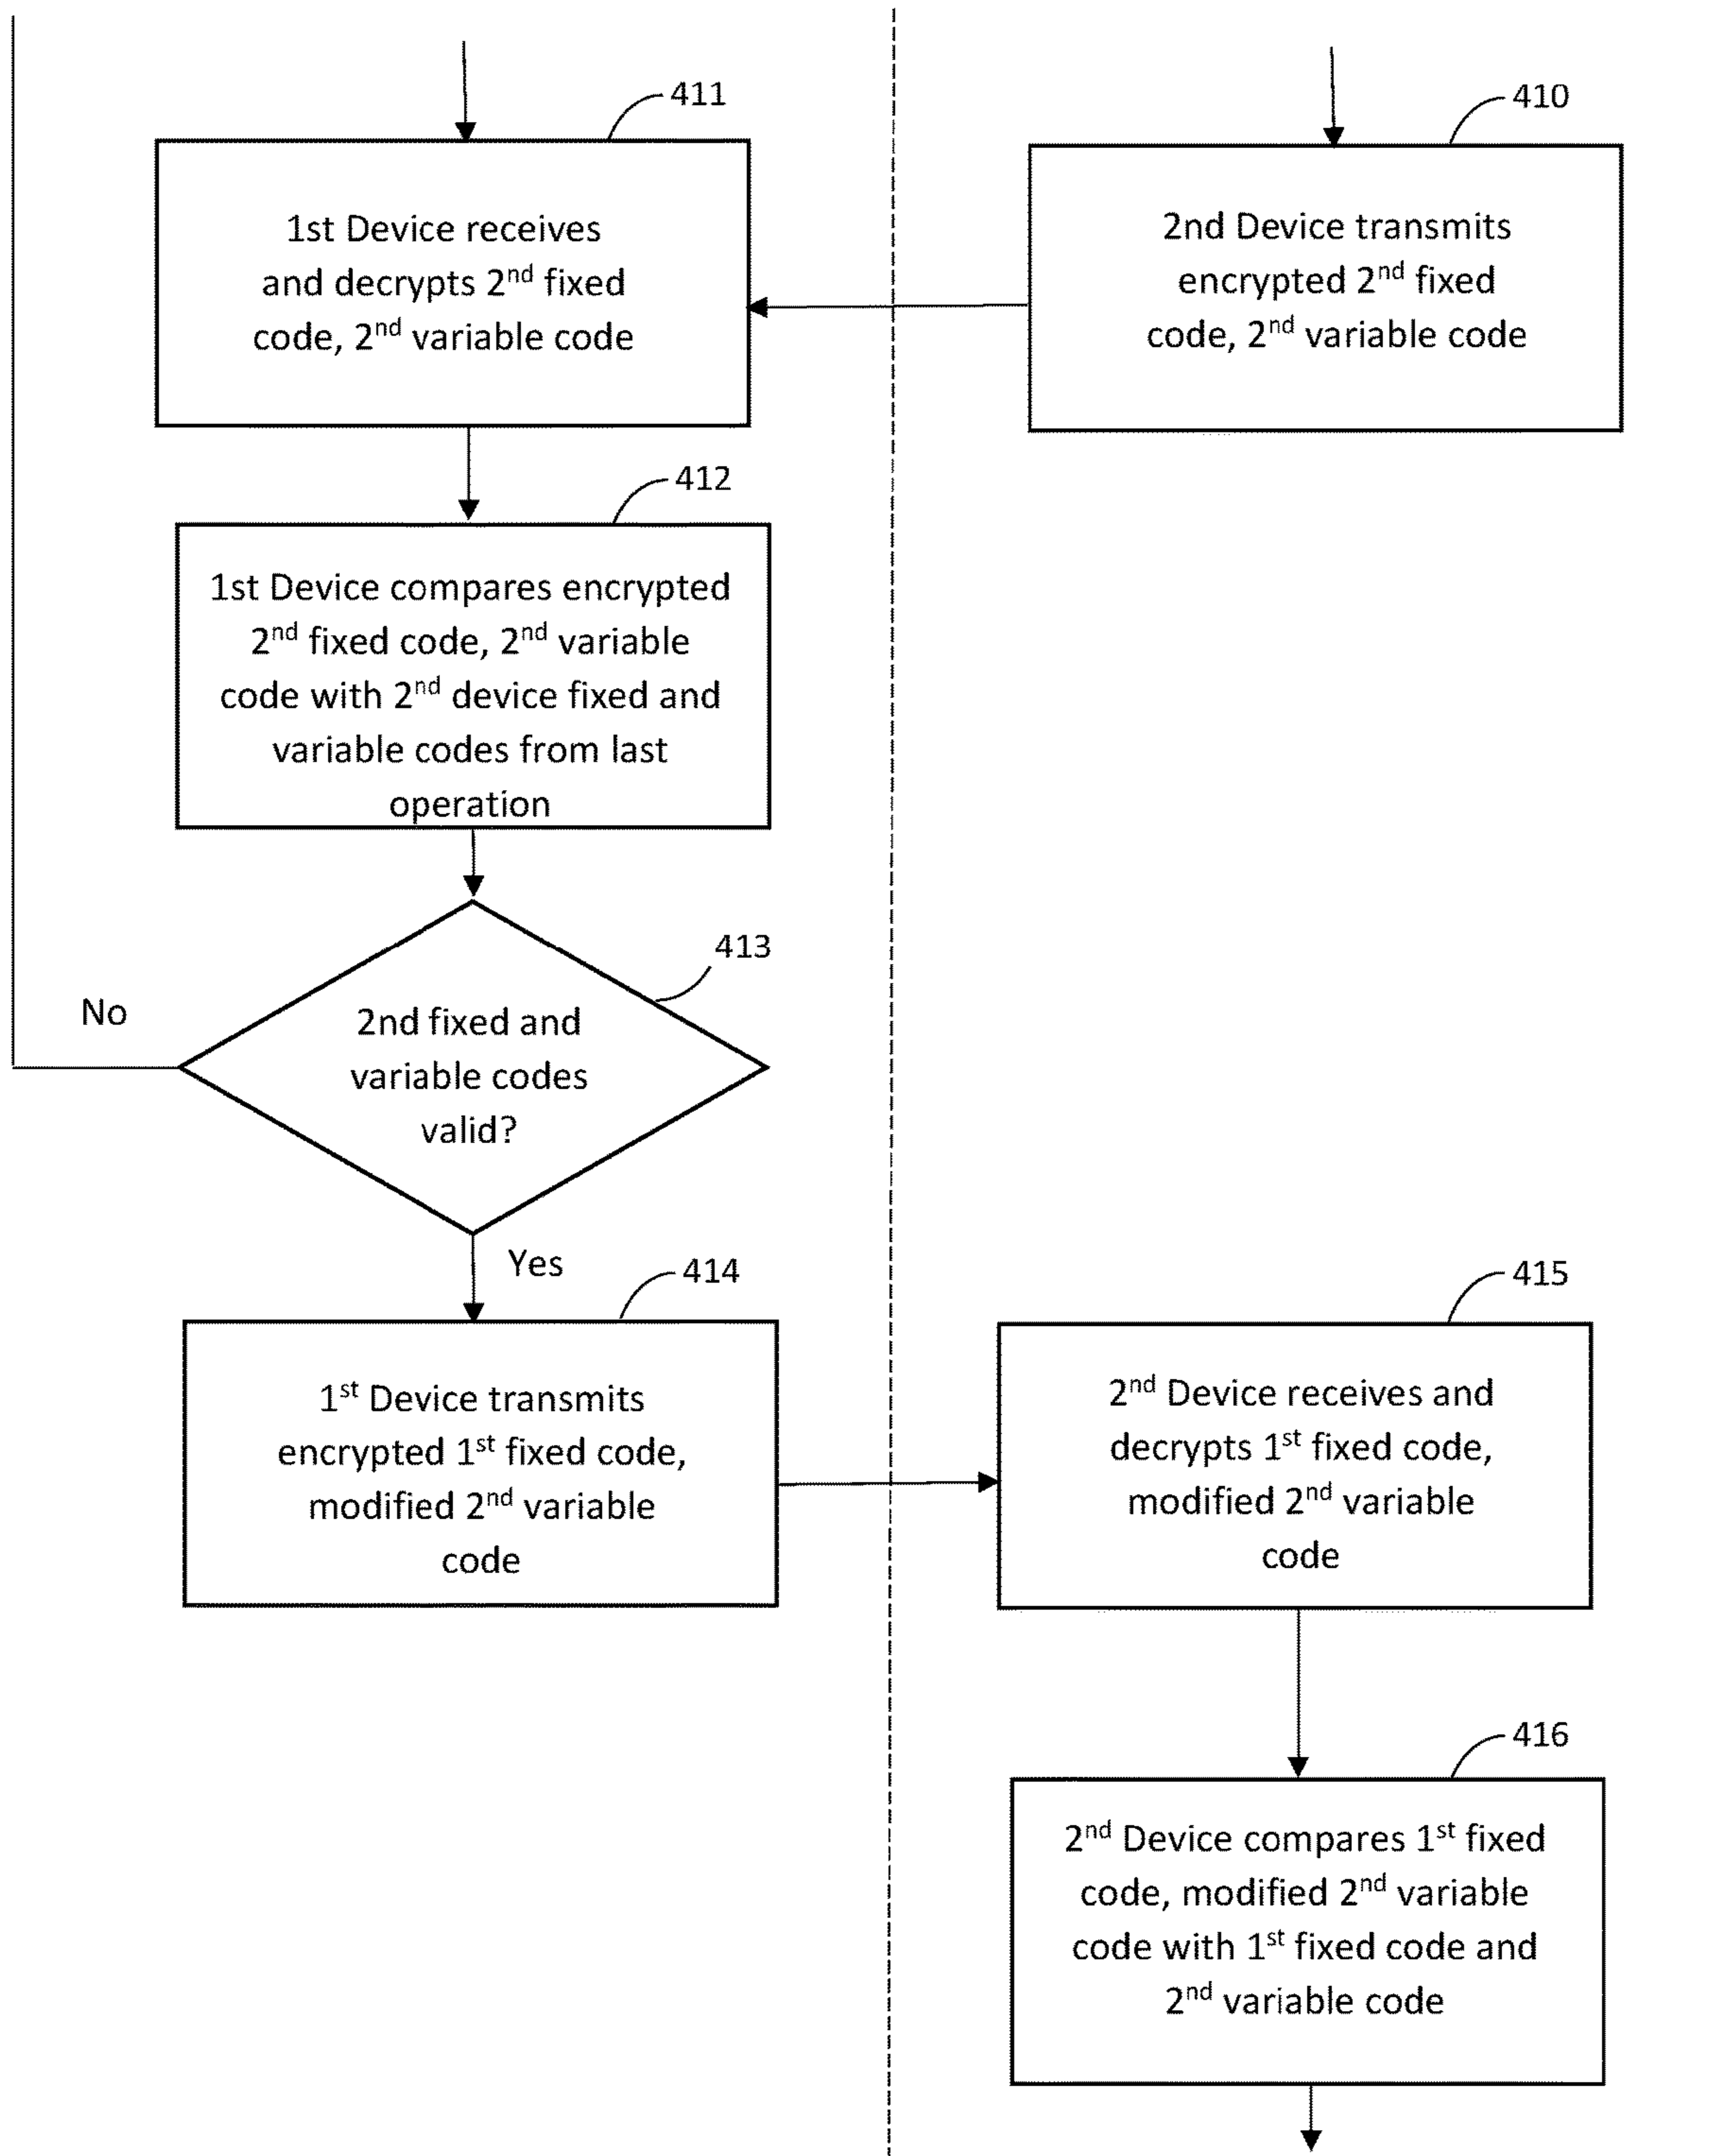 411
1st Device receives
and decrypts 2nd fixed
code, 2nd variable code
410
2nd Device transmits
encrypted 2nd fixed
code, 2nd variable code
412
1st Device compares encrypted
2nd fixed code, 2nd variable
code with 2nd device fixed and
variable codes from last
operation
413
No
2nd fixed and
variable codes
valid?
Yes
414
1st Device transmits
encrypted 1st fixed code,
modified 2nd variable
code
415
2nd Device receives and
decrypts 1st fixed code,
modified 2nd variable
code
416
2nd Device compares 1st fixed
code, modified 2nd variable
code with 1st fixed code and
2nd variable code